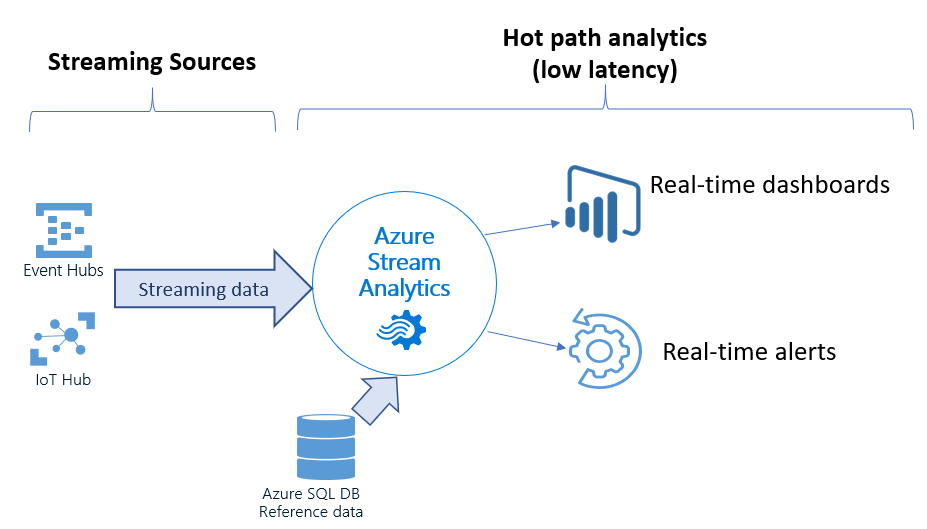 Streaming Sources
Hot path analytics
(low latency)
Event Hubs
IoT Hub
Streaming data
Azure
Stream
Analytics
Real-time dashboards
Real-time alerts
Azure SQL DB
Reference data